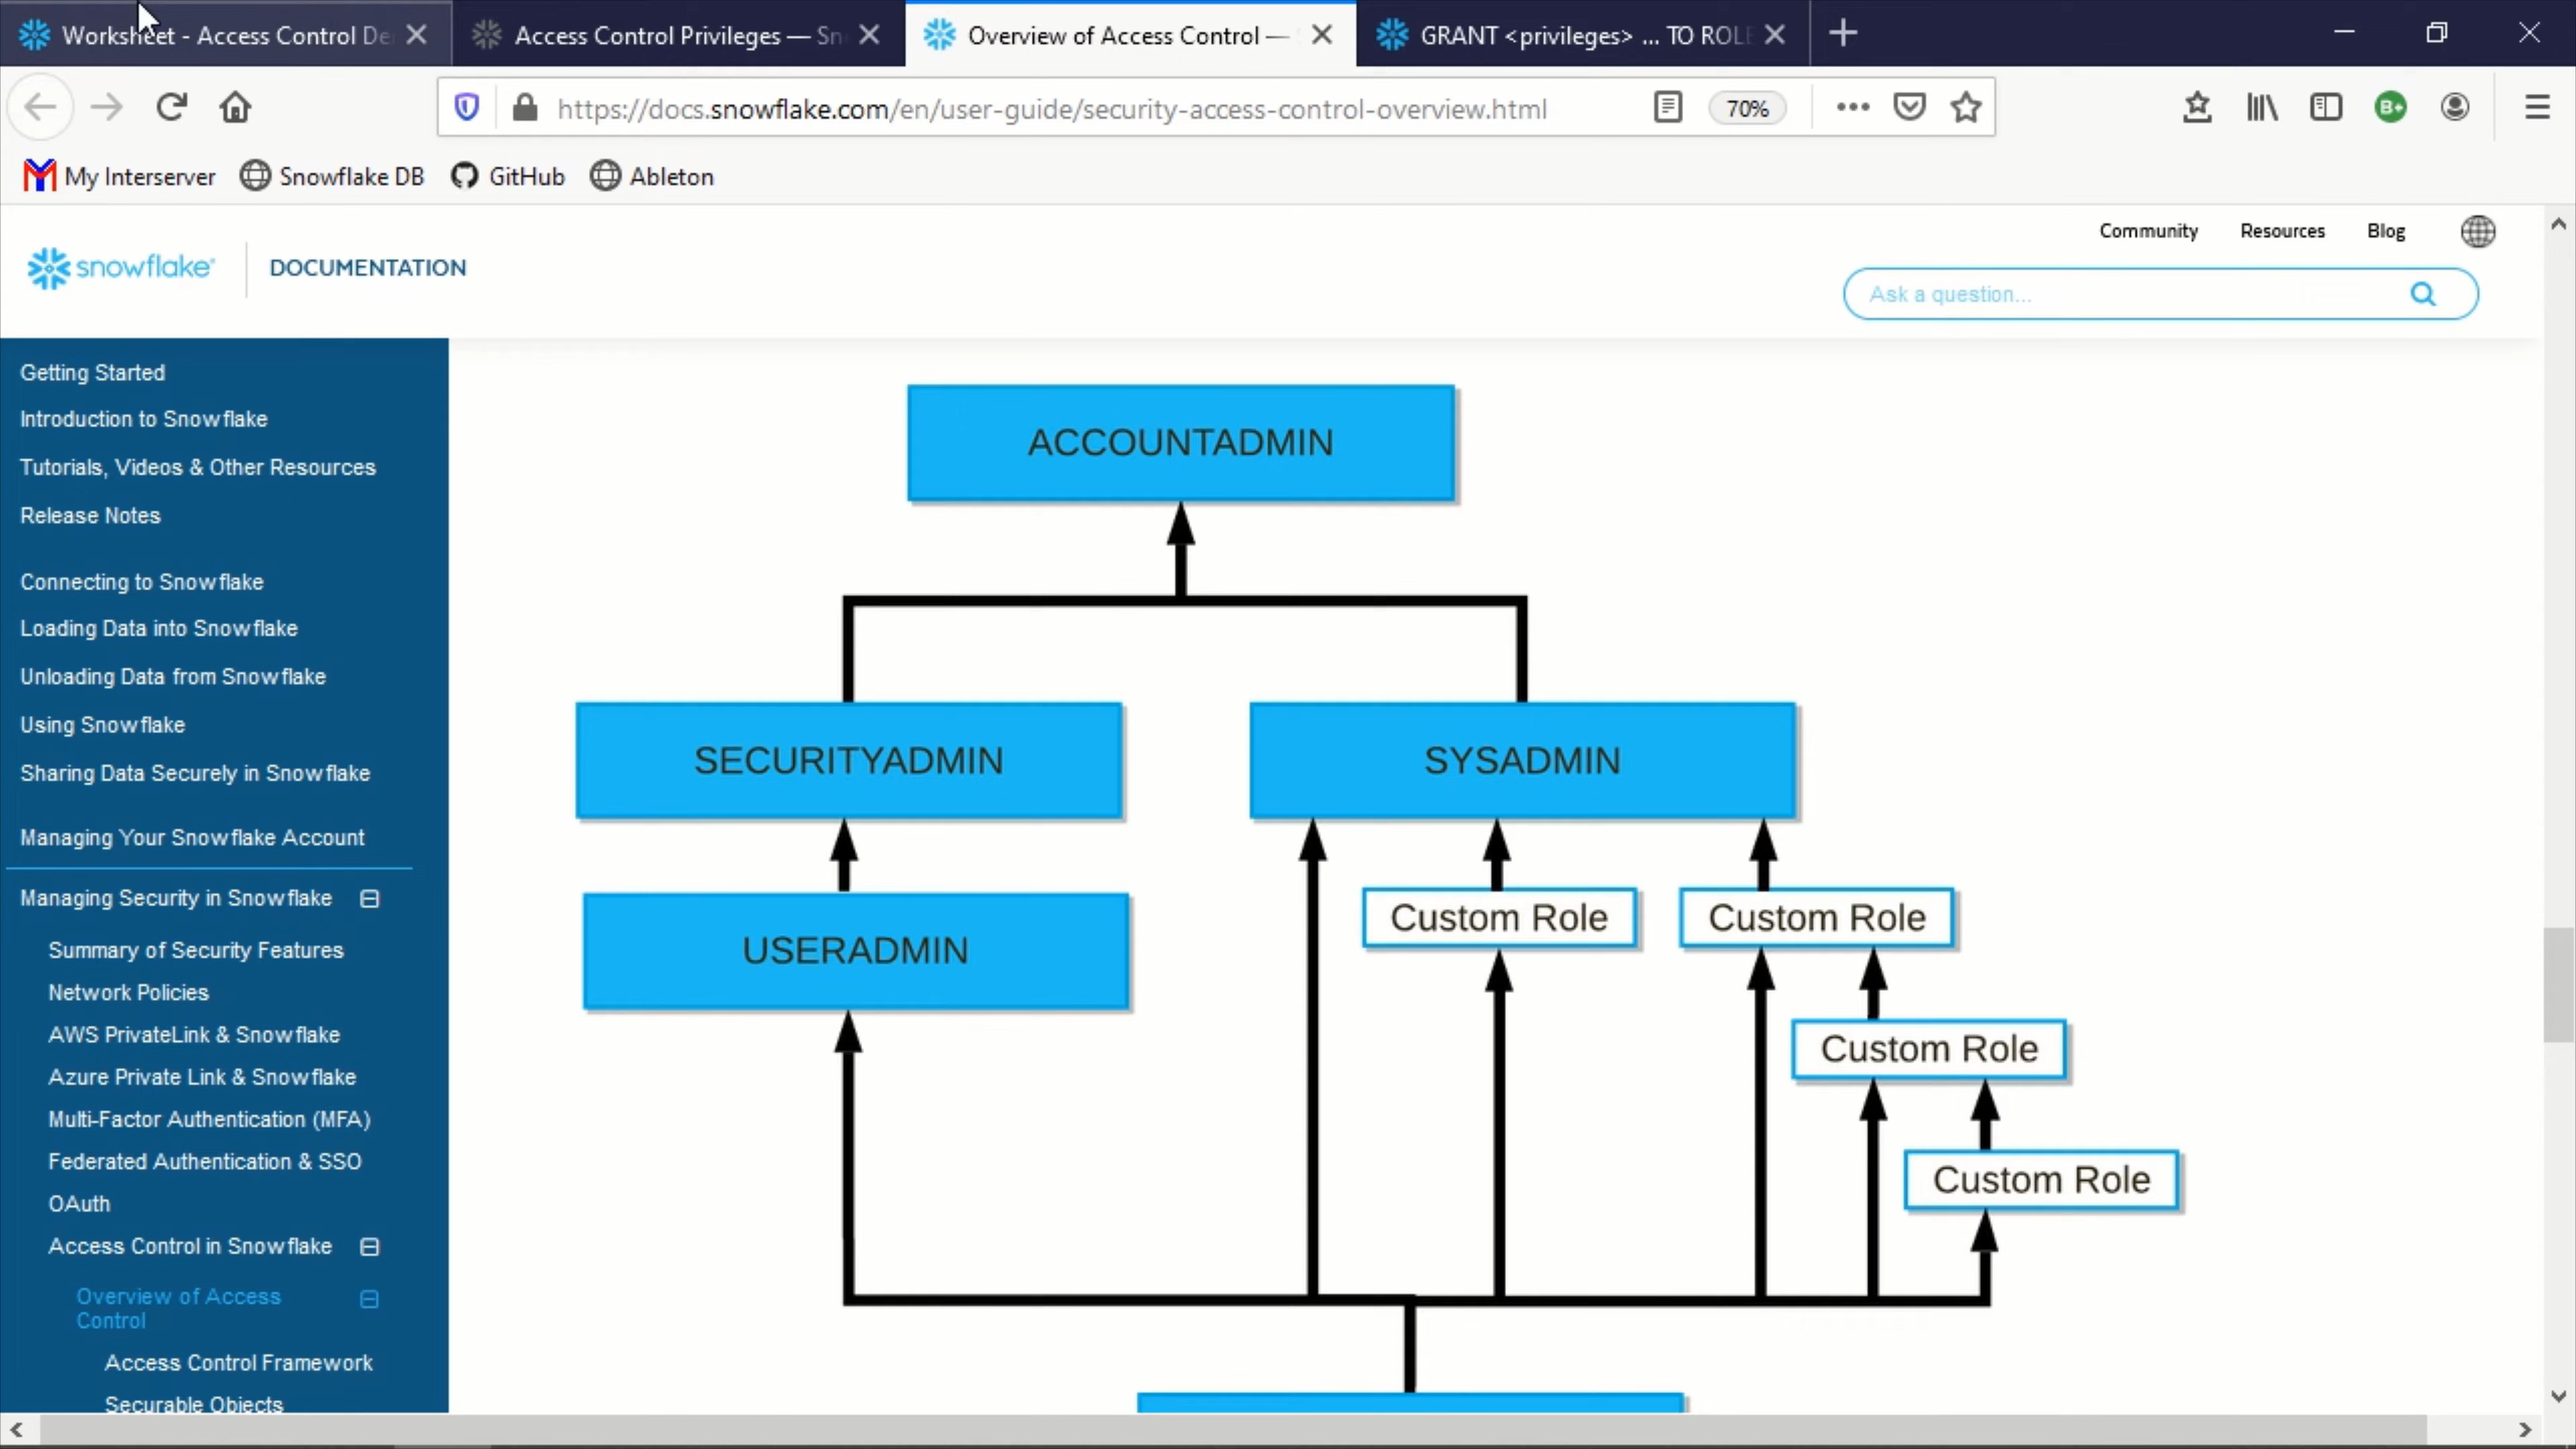 Worksheet - Access Control De
Access Control Privileges — Sn
Overview of Access Control —
GRANT <privileges> ... TO ROLE
https://docs.snowflake.com/en/user-guide/security-access-control-overview.html
70%
B+
My Interserver
Snowflake DB
GitHub
Ableton
Community
Resources
Blog
snowflake
DOCUMENTATION
Ask a question...
Getting Started
Introduction to Snowflake
Tutorials, Videos & Other Resources
Release Notes
Connecting to Snowflake
Loading Data into Snowflake
Unloading Data from Snowflake
Using Snowflake
Sharing Data Securely in Snowflake
Managing Your Snowflake Account
Managing Security in Snowflake
Summary of Security Features
Network Policies
AWS PrivateLink & Snowflake
Azure Private Link & Snowflake
Multi-Factor Authentication (MFA)
Federated Authentication & SSO
OAuth
Access Control in Snowflake
Overview of Access
Control
Access Control Framework
Securable Objects
ACCOUNTADMIN
SECURITYADMIN
SYSADMIN
USERADMIN
Custom Role
Custom Role
Custom Role
Custom Role